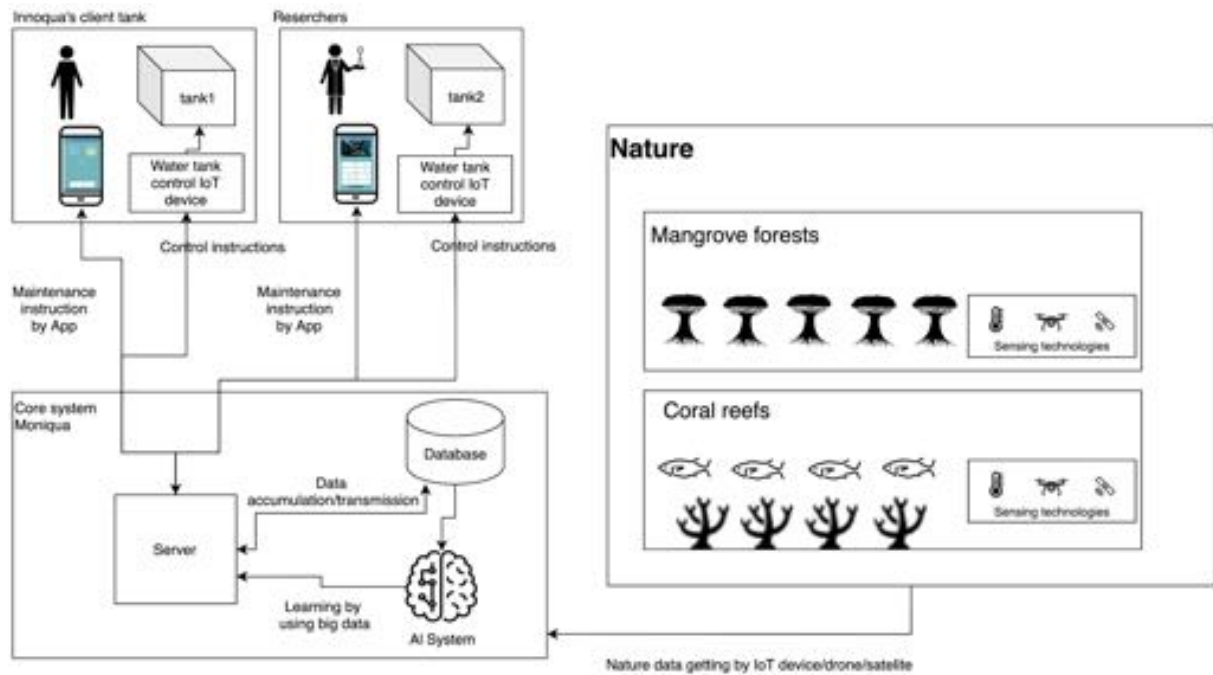 Innoqua's client tank
Reserchers
tank1
tank2
Water tank
control IoT
device
Water tank
control IoT
device
Control instructions
Control instructions
Maintenance
instruction
by App
Maintenance
instruction
by App
Core system
Moniqua
Database
Data
accumulation/transmission
Server
Learning by
using big data
AI System
Nature
Mangrove forests
Sensing technologies
Coral reefs
Sensing technologies
Nature data getting by IoT device/drone/satelite